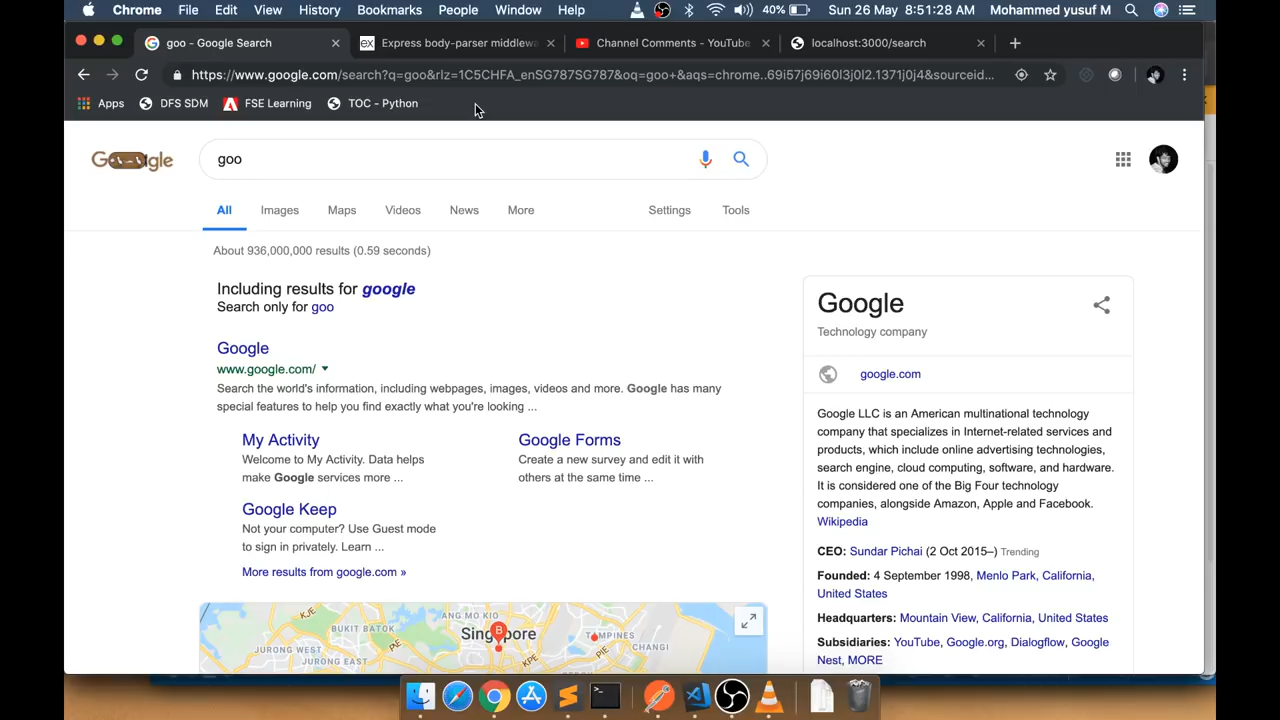 Chrome File Edit View History Bookmarks People Window Help 40% Sun 26 May 8:51:28 AM Mohammed yusuf M
goo - Google Search Express body-parser middlewa Channel Comments - YouTube localhost:3000/search
https://www.google.com/search?q=goo&rlz=1C5CHFA_enSG787SG787&oq=goo+&aqs=chrome..69i57j69i60l3j0l2.1371j0j4&sourceid...
Apps DFS SDM FSE Learning TOC - Python
Google goo
All Images Maps Videos News More Settings Tools
About 936,000,000 results (0.59 seconds)
Including results for google
Search only for goo
Google
www.google.com/
Search the world's information, including webpages, images, videos and more. Google has many
special features to help you find exactly what you're looking ...
My Activity
Welcome to My Activity. Data helps
make Google services more ...
Google Forms
Create a new survey and edit it with
others at the same time ...
Google Keep
Not your computer? Use Guest mode
to sign in privately. Learn ...
More results from google.com »
KJE
ANG MO KIO
BUKIT BATOK
B
Singapore
TAMPINES
JURONG WEST
AYE
KPE
CHANGI
JURONG EAST
PIE
Google
Technology company
google.com
Google LLC is an American multinational technology
company that specializes in Internet-related services and
products, which include online advertising technologies,
search engine, cloud computing, software, and hardware.
It is considered one of the Big Four technology
companies, alongside Amazon, Apple and Facebook.
Wikipedia
CEO: Sundar Pichai (2 Oct 2015–) Trending
Founded: 4 September 1998, Menlo Park, California,
United States
Headquarters: Mountain View, California, United States
Subsidiaries: YouTube, Google.org, Dialogflow, Google
Nest, MORE